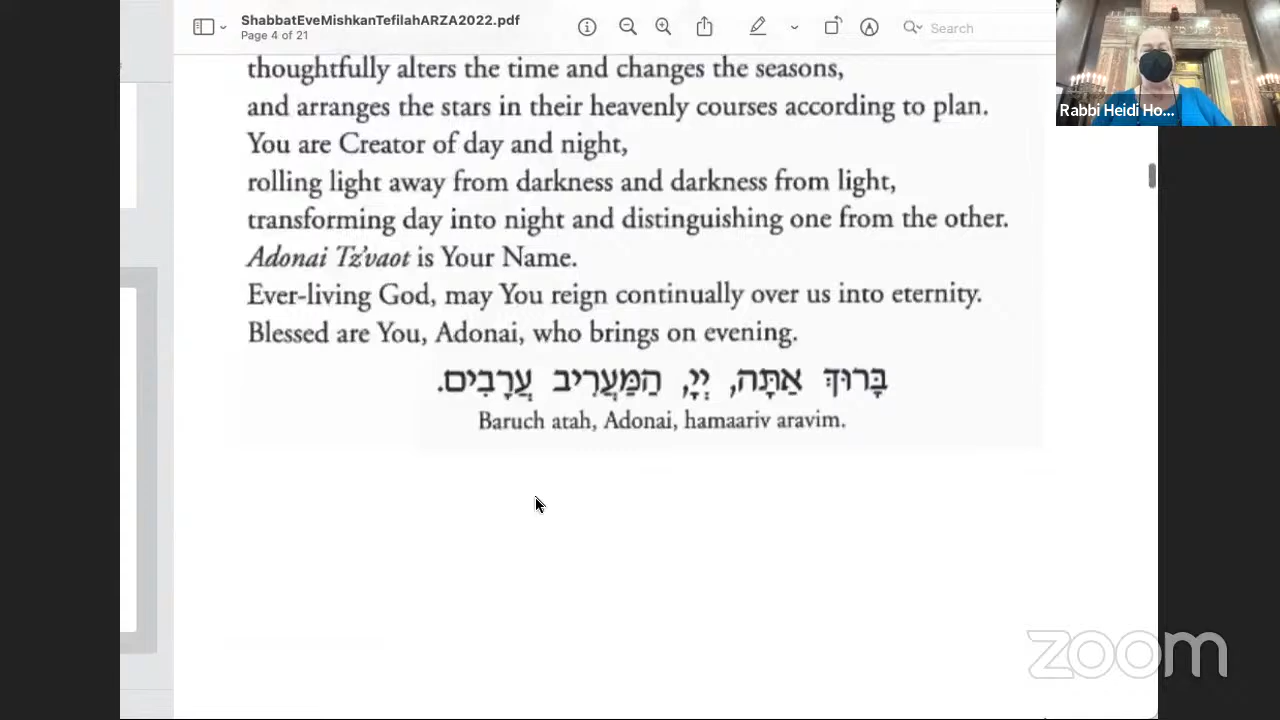 ShabbatEveMishkanTefilahARZA2022.pdf
Page 4 of 21
Search
Rabbi Heidi Ho...
thoughtfully alters the time and changes the seasons,
and arranges the stars in their heavenly courses according to plan.
You are Creator of day and night,
rolling light away from darkness and darkness from light,
transforming day into night and distinguishing one from the other.
Adonai Tz'vaot is Your Name.
Ever-living God, may You reign continually over us into eternity.
Blessed are You, Adonai, who brings on evening.
בָּרוּךְ אַתָּה, יְיָ, הַמַּעֲרִיב עֲרָבִים.
Baruch atah, Adonai, hamaariv aravim.
zoom